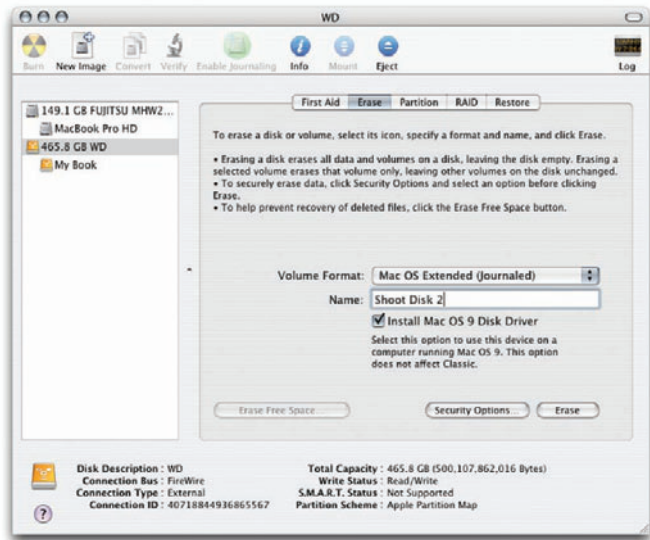 WD
Burn New Image Convert Verify Enable Journaling Info Mount Eject Log
149.1 GB FUJITSU MHW2...
MacBook Pro HD
465.8 GB WD
My Book
First Aid Erase Partition RAID Restore
To erase a disk or volume, select its icon, specify a format and name, and click Erase.
• Erasing a disk erases all data and volumes on a disk, leaving the disk empty. Erasing a
selected volume erases that volume only, leaving other volumes on the disk unchanged.
• To securely erase data, click Security Options and select an option before clicking
Erase.
• To help prevent recovery of deleted files, click the Erase Free Space button.
Volume Format: Mac OS Extended (Journaled)
Name: Shoot Disk 2
Install Mac OS 9 Disk Driver
Select this option to use this device on a
computer running Mac OS 9. This option
does not affect Classic.
Erase Free Space... Security Options... Erase
Disk Description : WD Total Capacity : 465.8 GB (500,107,862,016 Bytes)
Connection Bus : FireWire Write Status : Read/Write
Connection Type : External S.M.A.R.T. Status : Not Supported
Connection ID : 40718844936865567 Partition Scheme : Apple Partition Map
?